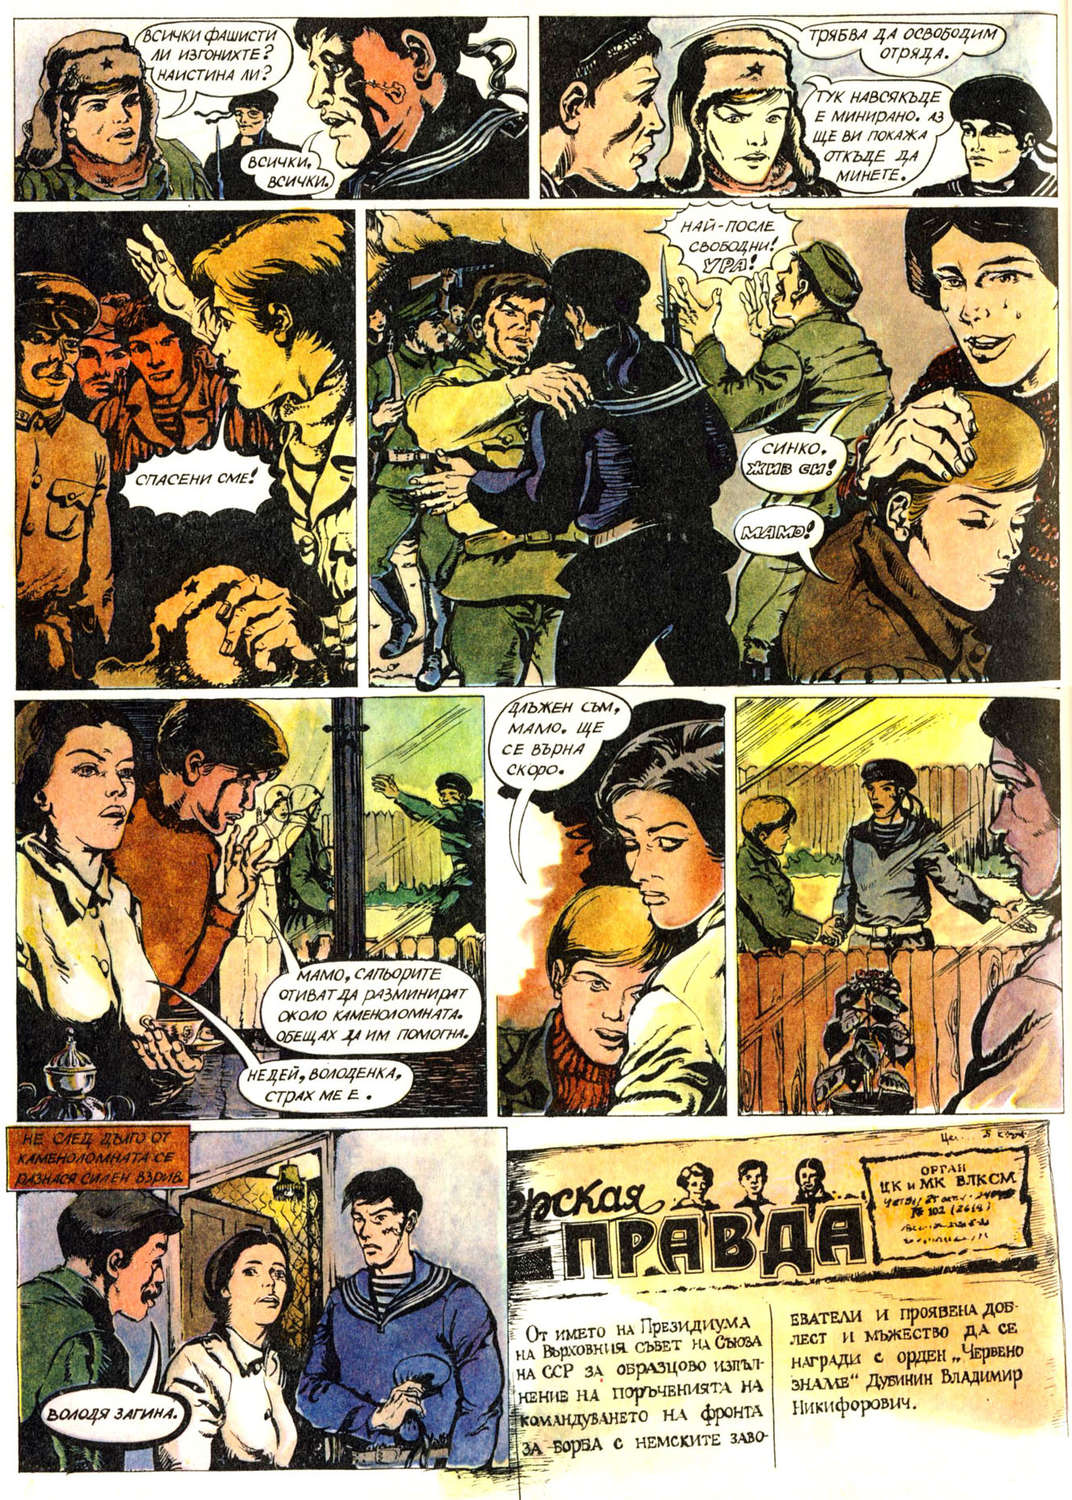 ВСИЧКИ ФАШИСТИ
ЛИ ИЗГОНИХТЕ?
НАИСТИНА ЛИ?
ВСИЧКИ.
ВСИЧКИ.
ТРЯБВА ДА ОСВОБОДИМ
ОТРЯДА.
ТУК НАВСЯКЪДЕ
Е МИНИРАНО. АЗ
ЩЕ ВИ ПОКАЖА
ОТКЪДЕ ДА
МИНЕТЕ.
СПАСЕНИ СМЕ!
НАЙ-ПОСЛЕ
СВОБОДНИ!
УРА!
СИНКО.
ЖИВ СИ!
МАМО!
МАМО, САПЬОРИТЕ
ОТИВАТ ДА РАЗМИНИРАТ
ОКОЛО КАМЕНОЛОМНАТА.
ОБЕЩАХ ДА ИМ ПОМОГНА.
НЕДЕЙ, ВОЛОДЕНКА,
СТРАХ МЕ Е.
ДЛЪЖЕН СЪМ,
МАМО. ЩЕ
СЕ ВЪРНА
СКОРО.
НЕ СЛЕД ДЪЛГО ОТ
КАМЕНОЛОМНАТА СЕ
РАЗНАСЯ СИЛЕН ВЗРИВ.
ВОЛОДЯ ЗАГИНА.
ерская
ПРАВДА
ОРГАН
ЦК и МК ВЛКСМ
№ 102 (2618)
От името на Президиума
на Върховния съвет на Съюза
на ССР за образцово изпъл-
нение на порьченията на
командуването на фронта
за борба с немските заво-
еватели и проявена доб-
лест и мъжество да се
награди с орден „Червено
знаме“ Дубинин Владимир
Никифорович.